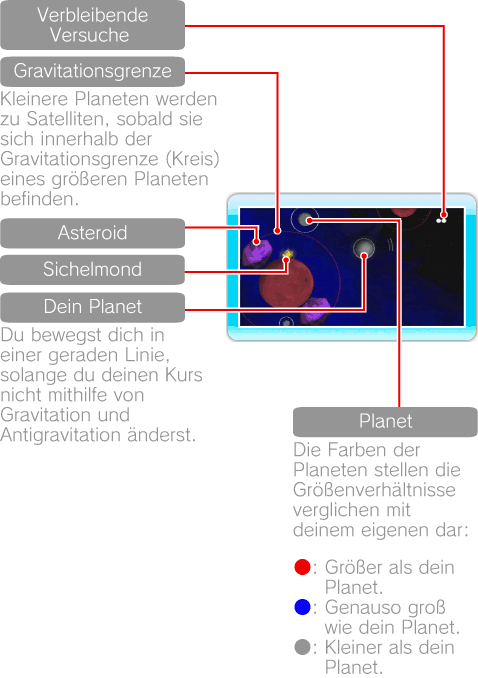 Verbleibende
Versuche
Gravitationsgrenze
Kleinere Planeten werden
zu Satelliten, sobald sie
sich innerhalb der
Gravitationsgrenze (Kreis)
eines größeren Planeten
befinden.
Asteroid
Sichelmond
Dein Planet
Du bewegst dich in
einer geraden Linie,
solange du deinen Kurs
nicht mithilfe von
Gravitation und
Antigravitation änderst.
Planet
Die Farben der
Planeten stellen die
Größenverhältnisse
verglichen mit
deinem eigenen dar:
: Größer als dein
Planet.
: Genauso groß
wie dein Planet.
: Kleiner als dein
Planet.